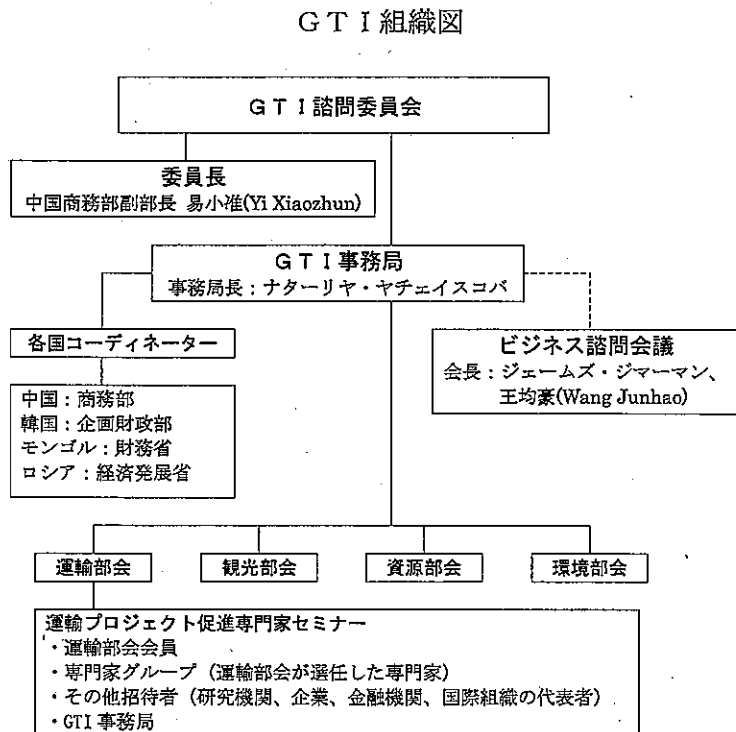 GTI組織図
GTI諮問委員会
委員長
中国商務部副部長 易小准(Yi Xiaozhun)
GTI事務局
事務局長：ナターリヤ・ヤチェイスコバ
各国コーディネーター
ビジネス諮問会議
会長：ジェームズ・ジマーマン、
王均豪(Wang Junhao)
中国：商務部
韓国：企画財政部
モンゴル：財務省
ロシア：経済発展省
運輸部会
観光部会
資源部会
環境部会
運輸プロジェクト促進専門家セミナー
・運輸部会会員
・専門家グループ（運輸部会が選任した専門家）
・その他招待者（研究機関、企業、金融機関、国際組織の代表者）
・GTI 事務局